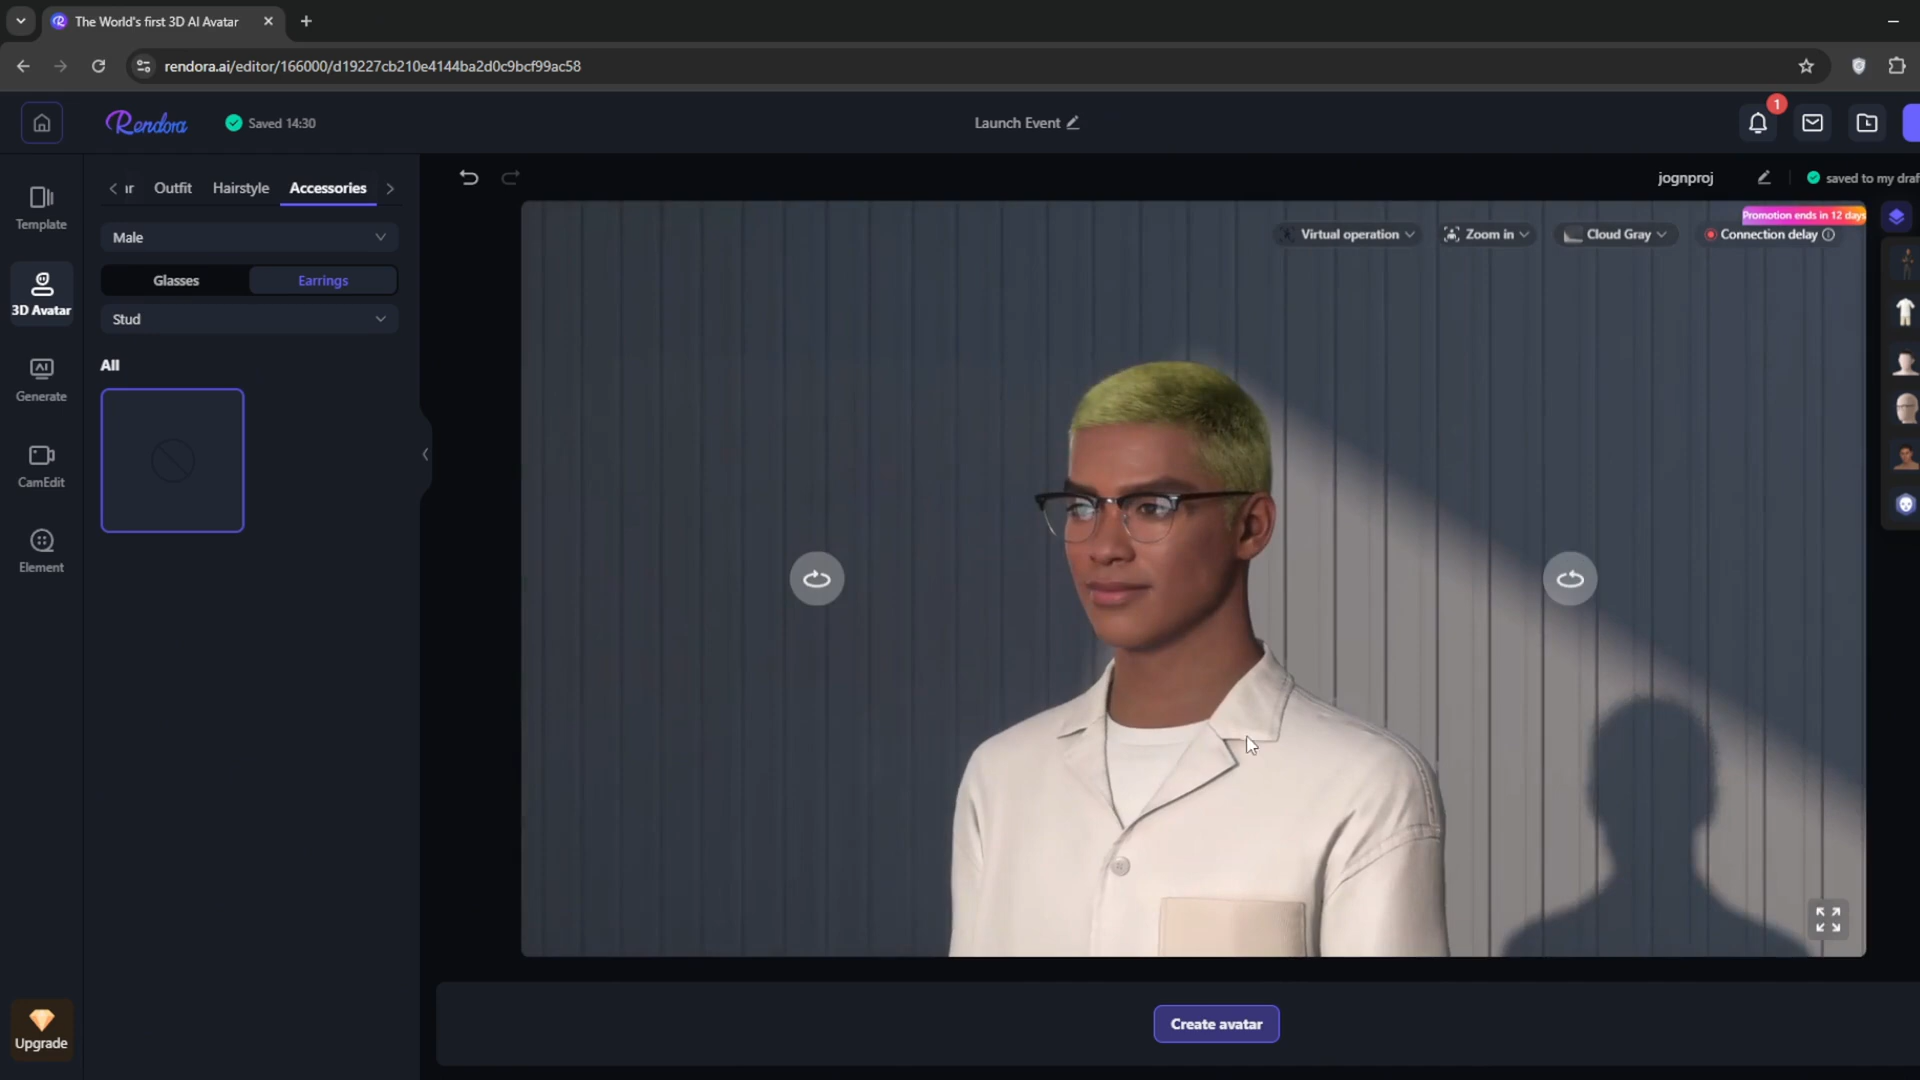 The World's first 3D AI Avatar
rendora.ai/editor/166000/d19227cb210e4144ba2d0c9bcf99ac58
Rendora
Saved 14:30
Launch Event
1
ır
Outfit
Hairstyle
Accessories
jognproj
saved to my draf
Template
Male
Promotion ends in 12 days
Virtual operation
Zoom in
Cloud Gray
Connection delay
Glasses
Earrings
3D Avatar
Stud
All
AI
Generate
CamEdit
Element
Upgrade
Create avatar